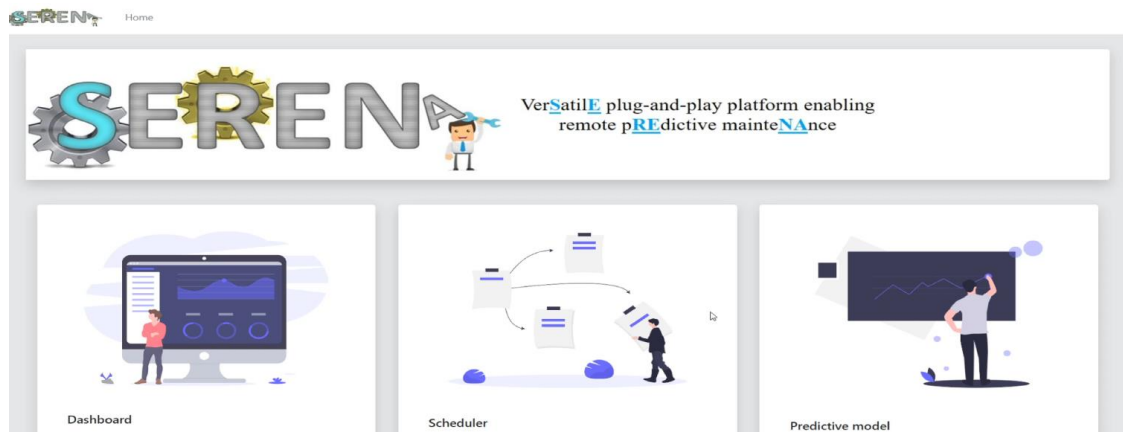 SERENA Home
SERENA
VerSatilE plug-and-play platform enabling
remote pREdictive mainteNAnce
Dashboard
Scheduler
Predictive model